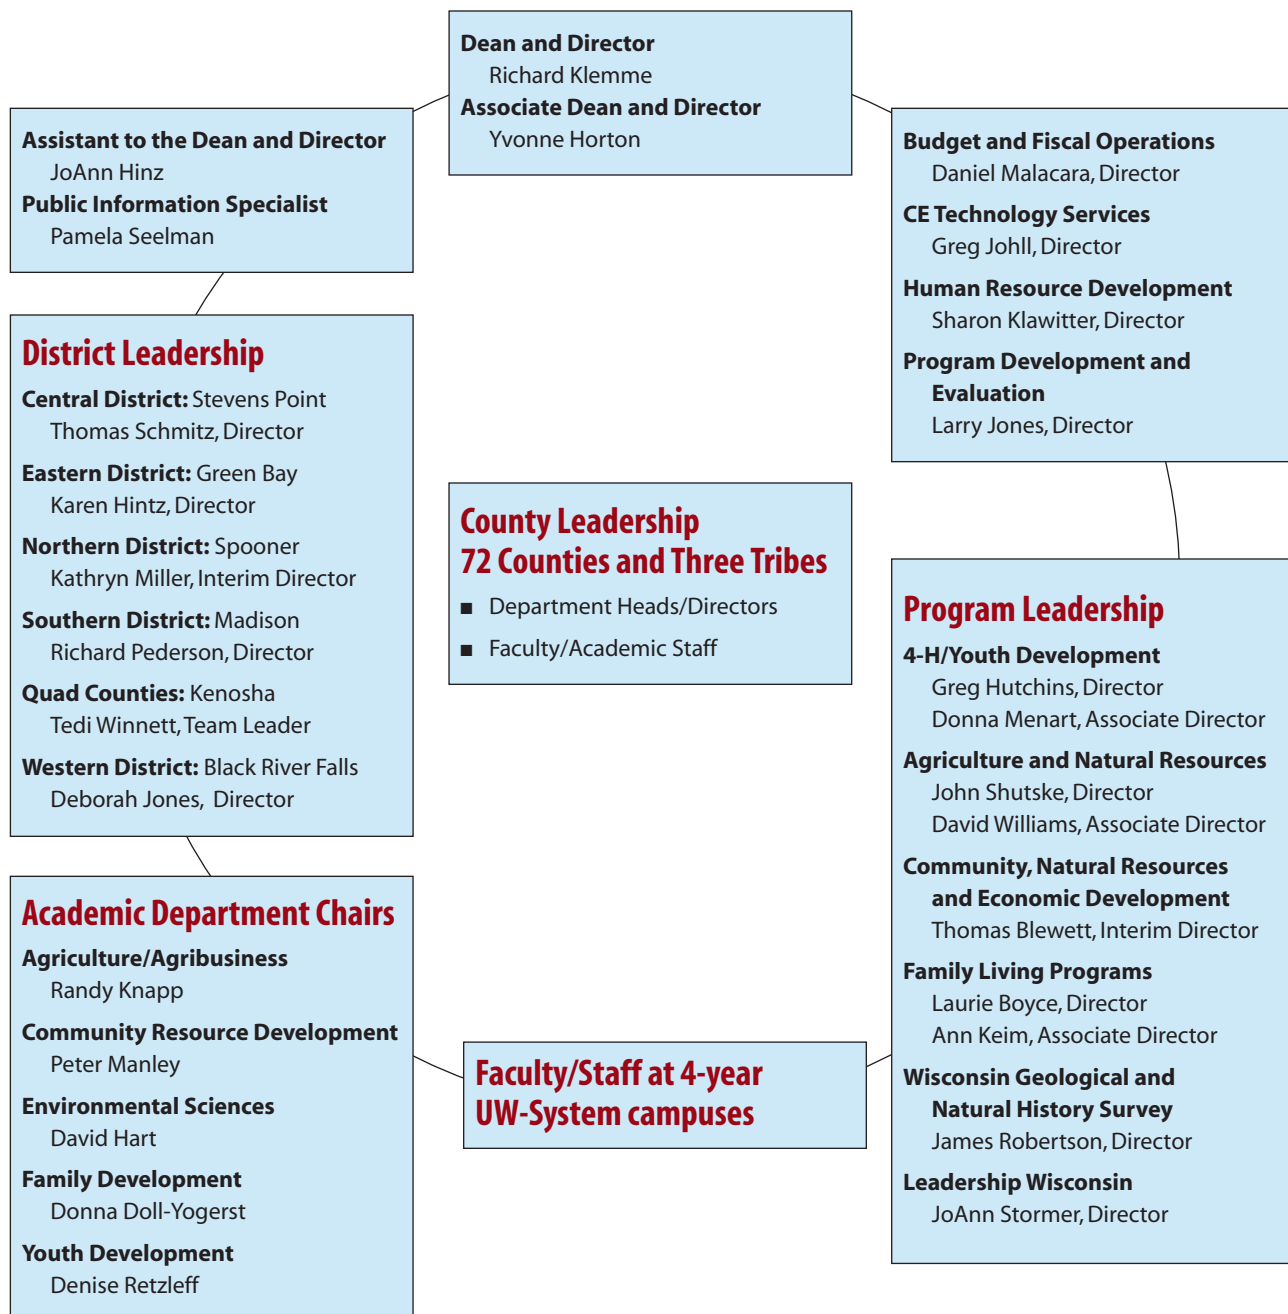 Dean and Director
Richard Klemme
Associate Dean and Director
Yvonne Horton
Assistant to the Dean and Director
JoAnn Hinz
Public Information Specialist
Pamela Seelman
Budget and Fiscal Operations
Daniel Malacara, Director
CE Technology Services
Greg Johll, Director
Human Resource Development
Sharon Klawitter, Director
Program Development and
Evaluation
Larry Jones, Director
District Leadership
Central District: Stevens Point
Thomas Schmitz, Director
Eastern District: Green Bay
Karen Hintz, Director
Northern District: Spooner
Kathryn Miller, Interim Director
Southern District: Madison
Richard Pederson, Director
Quad Counties: Kenosha
Tedi Winnett, Team Leader
Western District: Black River Falls
Deborah Jones, Director
County Leadership
72 Counties and Three Tribes
■ Department Heads/Directors
■ Faculty/Academic Staff
Program Leadership
4-H/Youth Development
Greg Hutchins, Director
Donna Menart, Associate Director
Agriculture and Natural Resources
John Shutske, Director
David Williams, Associate Director
Community, Natural Resources
and Economic Development
Thomas Blewett, Interim Director
Family Living Programs
Laurie Boyce, Director
Ann Keim, Associate Director
Wisconsin Geological and
Natural History Survey
James Robertson, Director
Leadership Wisconsin
JoAnn Stormer, Director
Academic Department Chairs
Agriculture/Agribusiness
Randy Knapp
Community Resource Development
Peter Manley
Environmental Sciences
David Hart
Family Development
Donna Doll-Yogerst
Youth Development
Denise Retzleff
Faculty/Staff at 4-year
UW-System campuses